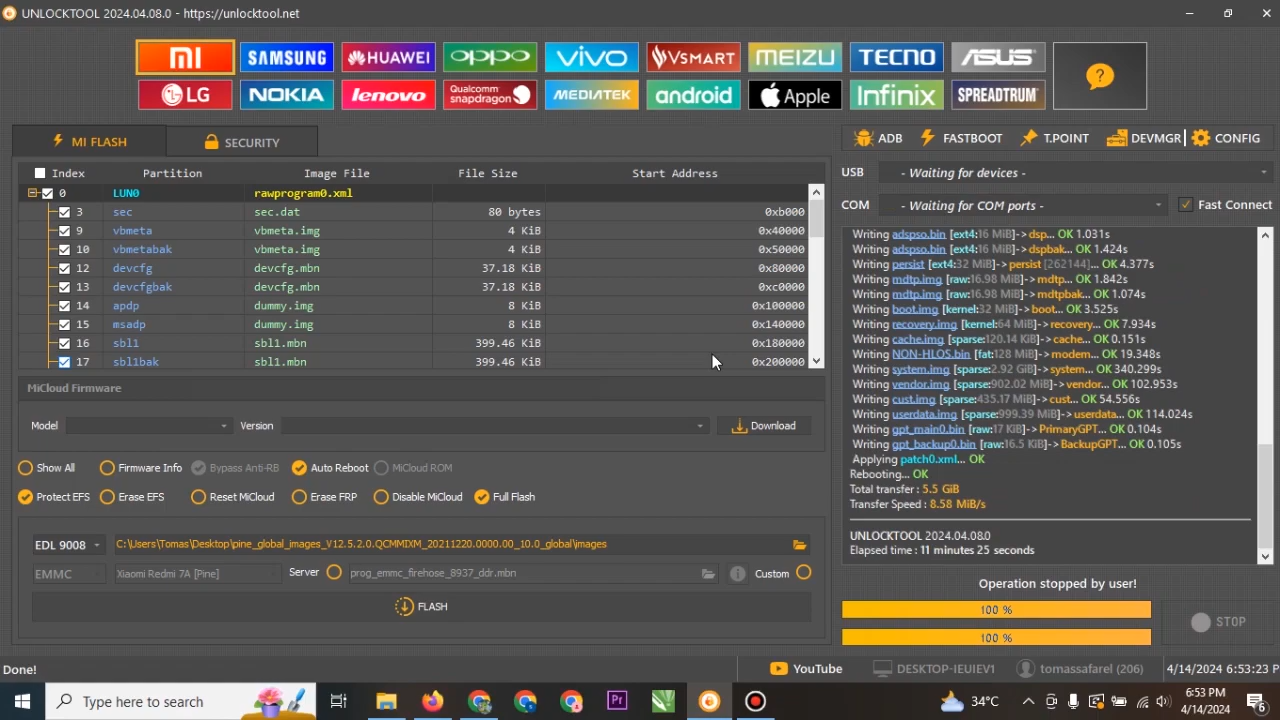 UNLOCKTOOL 2024.04.08.0 - https://unlocktool.net
MI SAMSUNG HUAWEI OPPO vivo VSMART MEIZU TECNO ASUS ?
LG NOKIA lenovo Qualcomm snapdragon MEDIATEK android Apple Infinix SPREADTRUM
MI FLASH SECURITY
ADB FASTBOOT T.POINT DEVMGR CONFIG
Index Partition Image File File Size Start Address
0 LUN0 rawprogram0.xml
3 sec sec.dat 80 bytes 0xb000
9 vbmeta vbmeta.img 4 KiB 0x40000
10 vbmetabak vbmeta.img 4 KiB 0x50000
12 devcfg devcfg.mbn 37.18 KiB 0x80000
13 devcfgbak devcfg.mbn 37.18 KiB 0xc0000
14 apdp dummy.img 8 KiB 0x100000
15 msadp dummy.img 8 KiB 0x140000
16 sbl1 sbl1.mbn 399.46 KiB 0x180000
17 sbl1bak sbl1.mbn 399.46 KiB 0x200000
MiCloud Firmware
Model Version Download
Show All Firmware Info Bypass Anti-RB Auto Reboot MiCloud ROM
Protect EFS Erase EFS Reset MiCloud Erase FRP Disable MiCloud Full Flash
EDL 9008 C:\Users\Tomas\Desktop\pine_global_images_V12.5.2.0.QCMMIXM_20211220.0000.00_10.0_global\images
EMMC Xiaomi Redmi 7A [Pine] Server prog_emmc_firehose_8937_ddr.mbn Custom
FLASH
USB - Waiting for devices -
COM - Waiting for COM ports - Fast Connect
Writing adspso.bin [ext4:16 MiB]->dsp... OK 1.031s
Writing adspso.bin [ext4:16 MiB]->dspbak... OK 1.424s
Writing persist [ext4:32 MiB]->persist [262144]... OK 4.377s
Writing mdtp.img [raw:16.98 MiB]->mdtp... OK 1.842s
Writing mdtp.img [raw:16.98 MiB]->mdtpbak... OK 1.074s
Writing boot.img [kernel:32 MiB]->boot... OK 3.525s
Writing recovery.img [kernel:64 MiB]->recovery... OK 7.934s
Writing cache.img [sparse:120.14 KiB]->cache... OK 0.151s
Writing NON-HLOS.bin [fat:128 MiB]->modem... OK 19.348s
Writing system.img [sparse:2.92 GiB]->system... OK 340.299s
Writing vendor.img [sparse:902.02 MiB]->vendor... OK 102.953s
Writing cust.img [sparse:435.17 MiB]->cust... OK 54.556s
Writing userdata.img [sparse:999.39 MiB]->userdata... OK 114.024s
Writing gpt_main0.bin [raw:17 KiB]->PrimaryGPT... OK 0.104s
Writing gpt_backup0.bin [raw:16.5 KiB]->BackupGPT... OK 0.105s
Applying patch0.xml... OK
Rebooting... OK
Total transfer : 5.5 GiB
Transfer Speed : 8.58 MiB/s
UNLOCKTOOL 2024.04.08.0
Elapsed time : 11 minutes 25 seconds
Operation stopped by user!
100 %
100 %
STOP
Done! YouTube DESKTOP-IEUIEV1 tomassafarel (206) 4/14/2024 6:53:23 P
Type here to search Pr 34°C 6:53 PM
4/14/2024 6